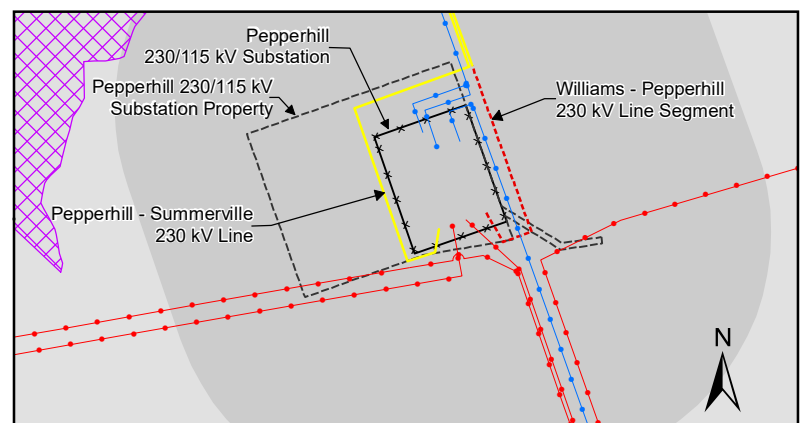 Pepperhill
230/115 kV Substation
Pepperhill 230/115 kV
Substation Property
Williams - Pepperhill
230 kV Line Segment
Pepperhill - Summerville
230 kV Line
N